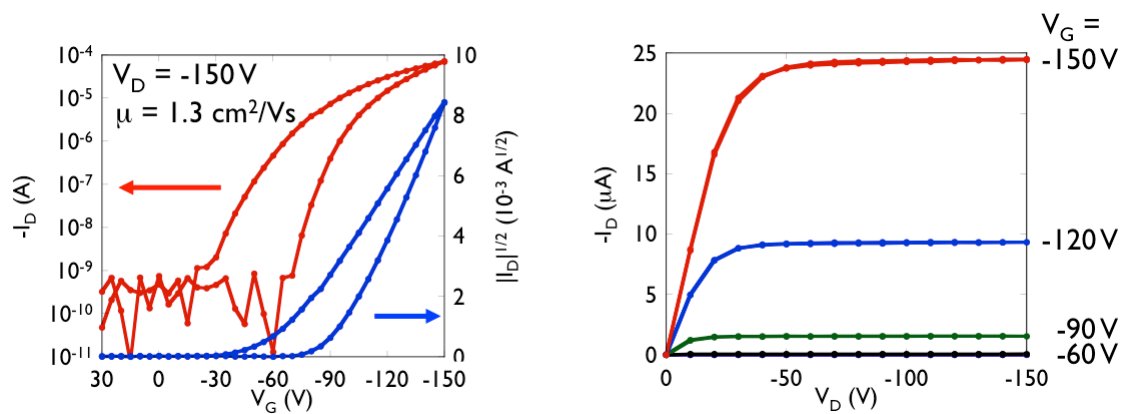 V_D = -150 V
μ = 1.3 cm²/Vs
10⁻⁴
10⁻⁵
10⁻⁶
10⁻⁷
10⁻⁸
10⁻⁹
10⁻¹⁰
10⁻¹¹
-I_D (A)
30
0
-30
-60
-90
-120
-150
V_G (V)
10
8
6
4
2
0
|I_D|^1/2 (10⁻³ A^1/2)
V_G =
-150 V
-120 V
-90 V
-60 V
25
20
15
10
5
0
-I_D (μA)
0
-50
-100
-150
V_D (V)